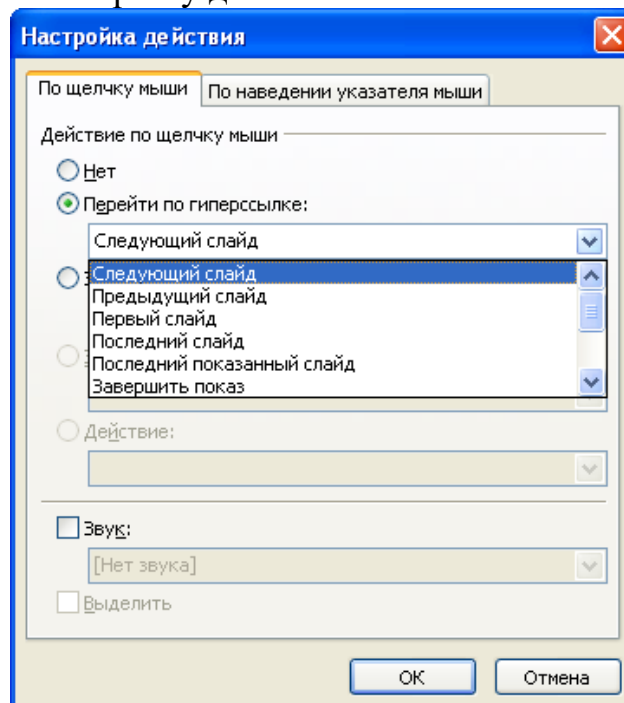 Настройка действия
По щелчку мыши
По наведении указателя мыши
Действие по щелчку мыши
Нет
Перейти по гиперссылке:
Следующий слайд
Следующий слайд
Предыдущий слайд
Первый слайд
Последний слайд
Последний показанный слайд
Завершить показ
Действие:
Звук:
[Нет звука]
Выделить
ОК
Отмена